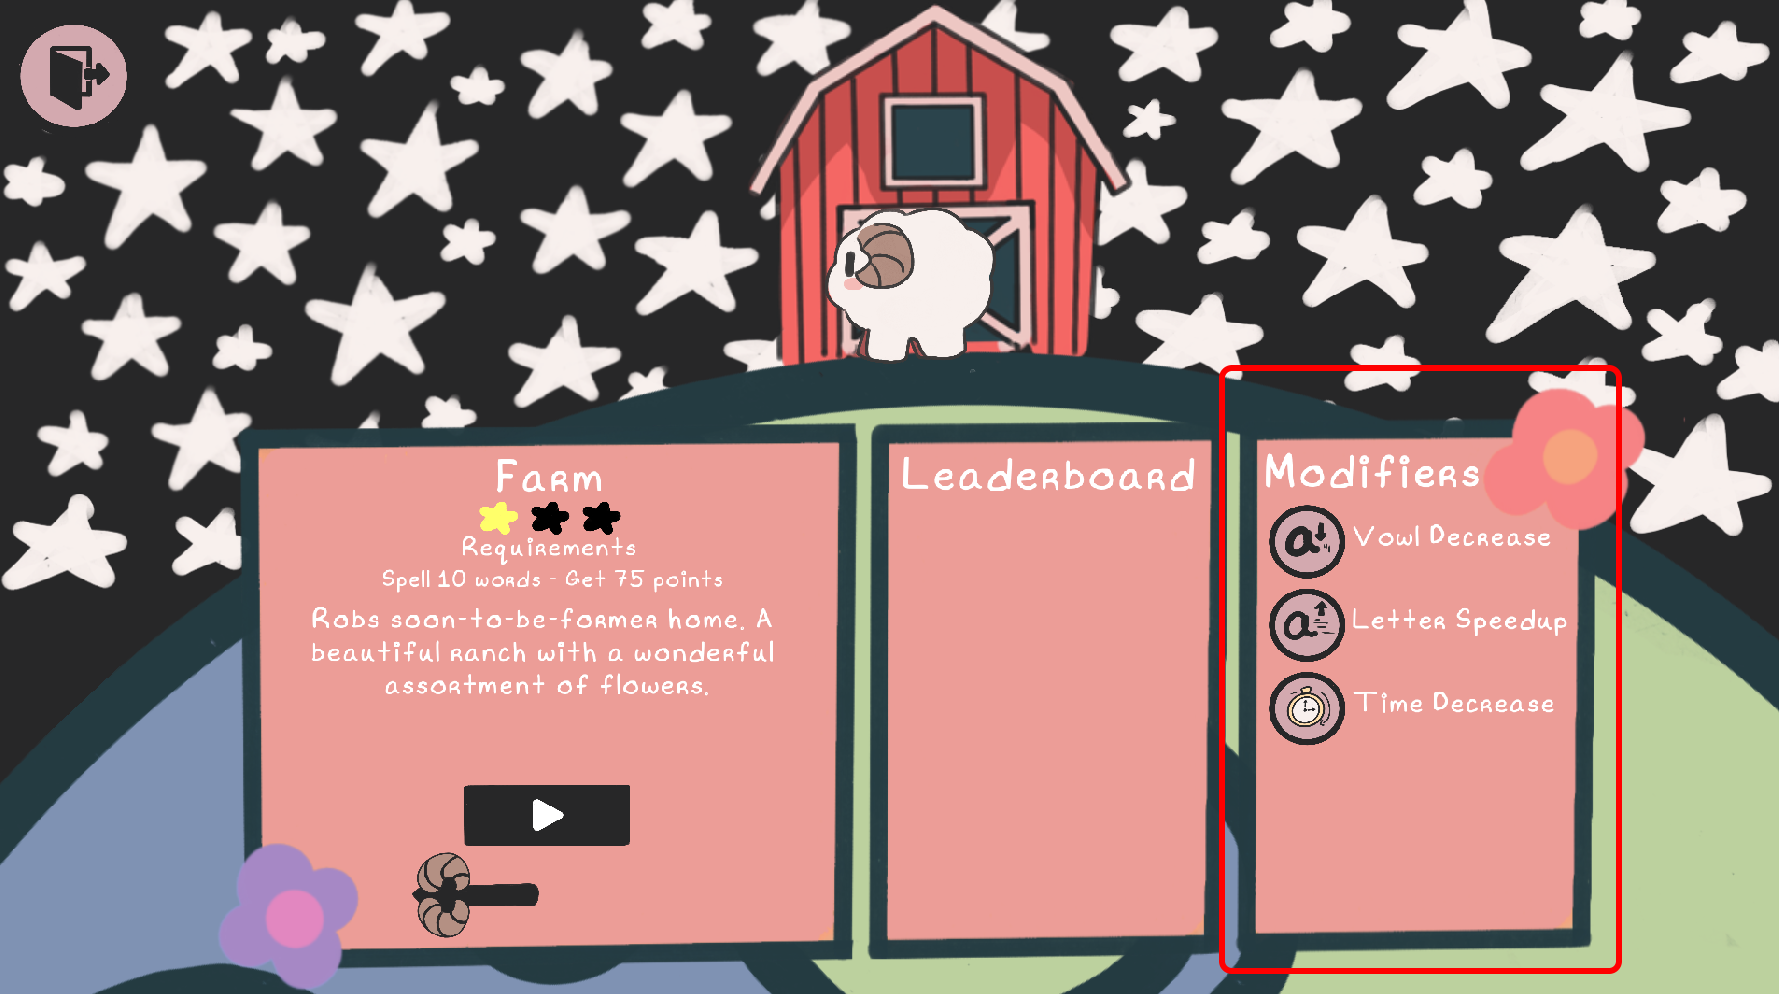 Farm
Requirements
Spell 10 words - Get 75 points
Robs soon-to-be-former home. A
beautiful ranch with a wonderful
assortment of flowers.
Leaderboard
Modifiers
Vowl Decrease
Letter Speedup
Time Decrease